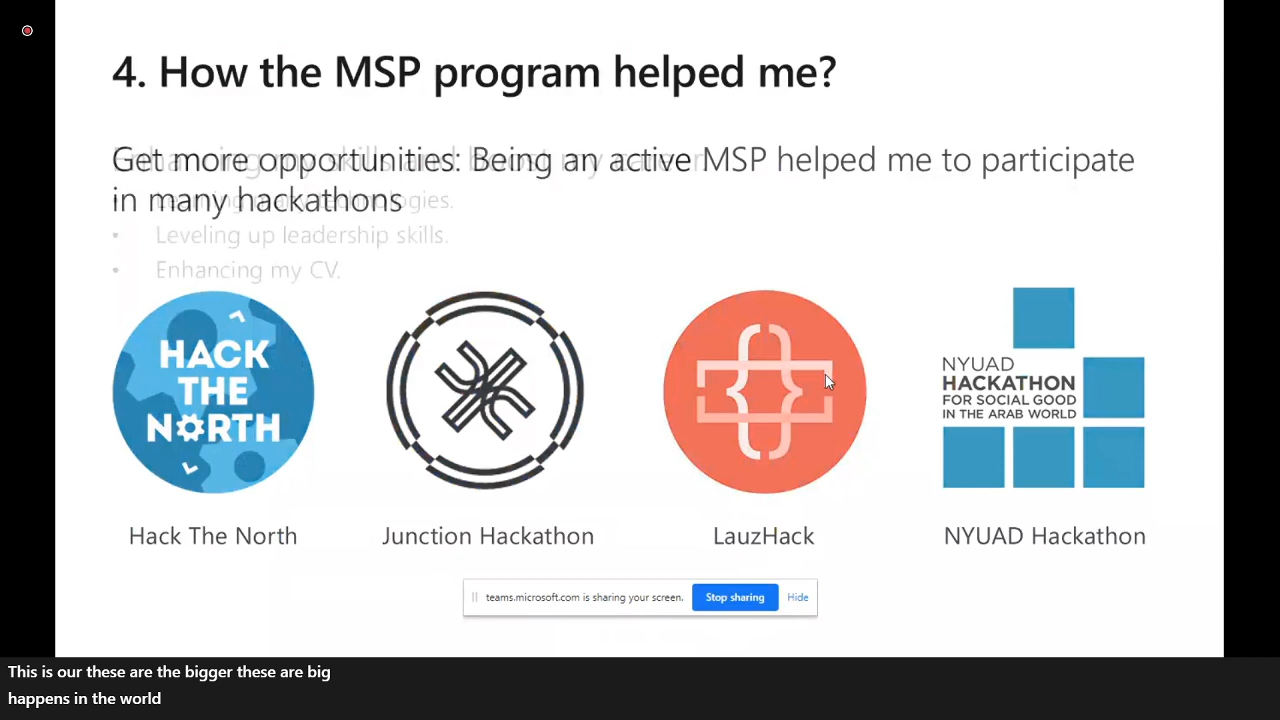 4. How the MSP program helped me?
Get more opportunities: Being an active MSP helped me to participate
in many hackathons
• Leveling up leadership skills.
• Enhancing my CV.
HACK
THE
NORTH
NYUAD
HACKATHON
FOR SOCIAL GOOD
IN THE ARAB WORLD
Hack The North
Junction Hackathon
LauzHack
NYUAD Hackathon
teams.microsoft.com is sharing your screen.
Stop sharing
Hide
This is our these are the bigger these are big
happens in the world